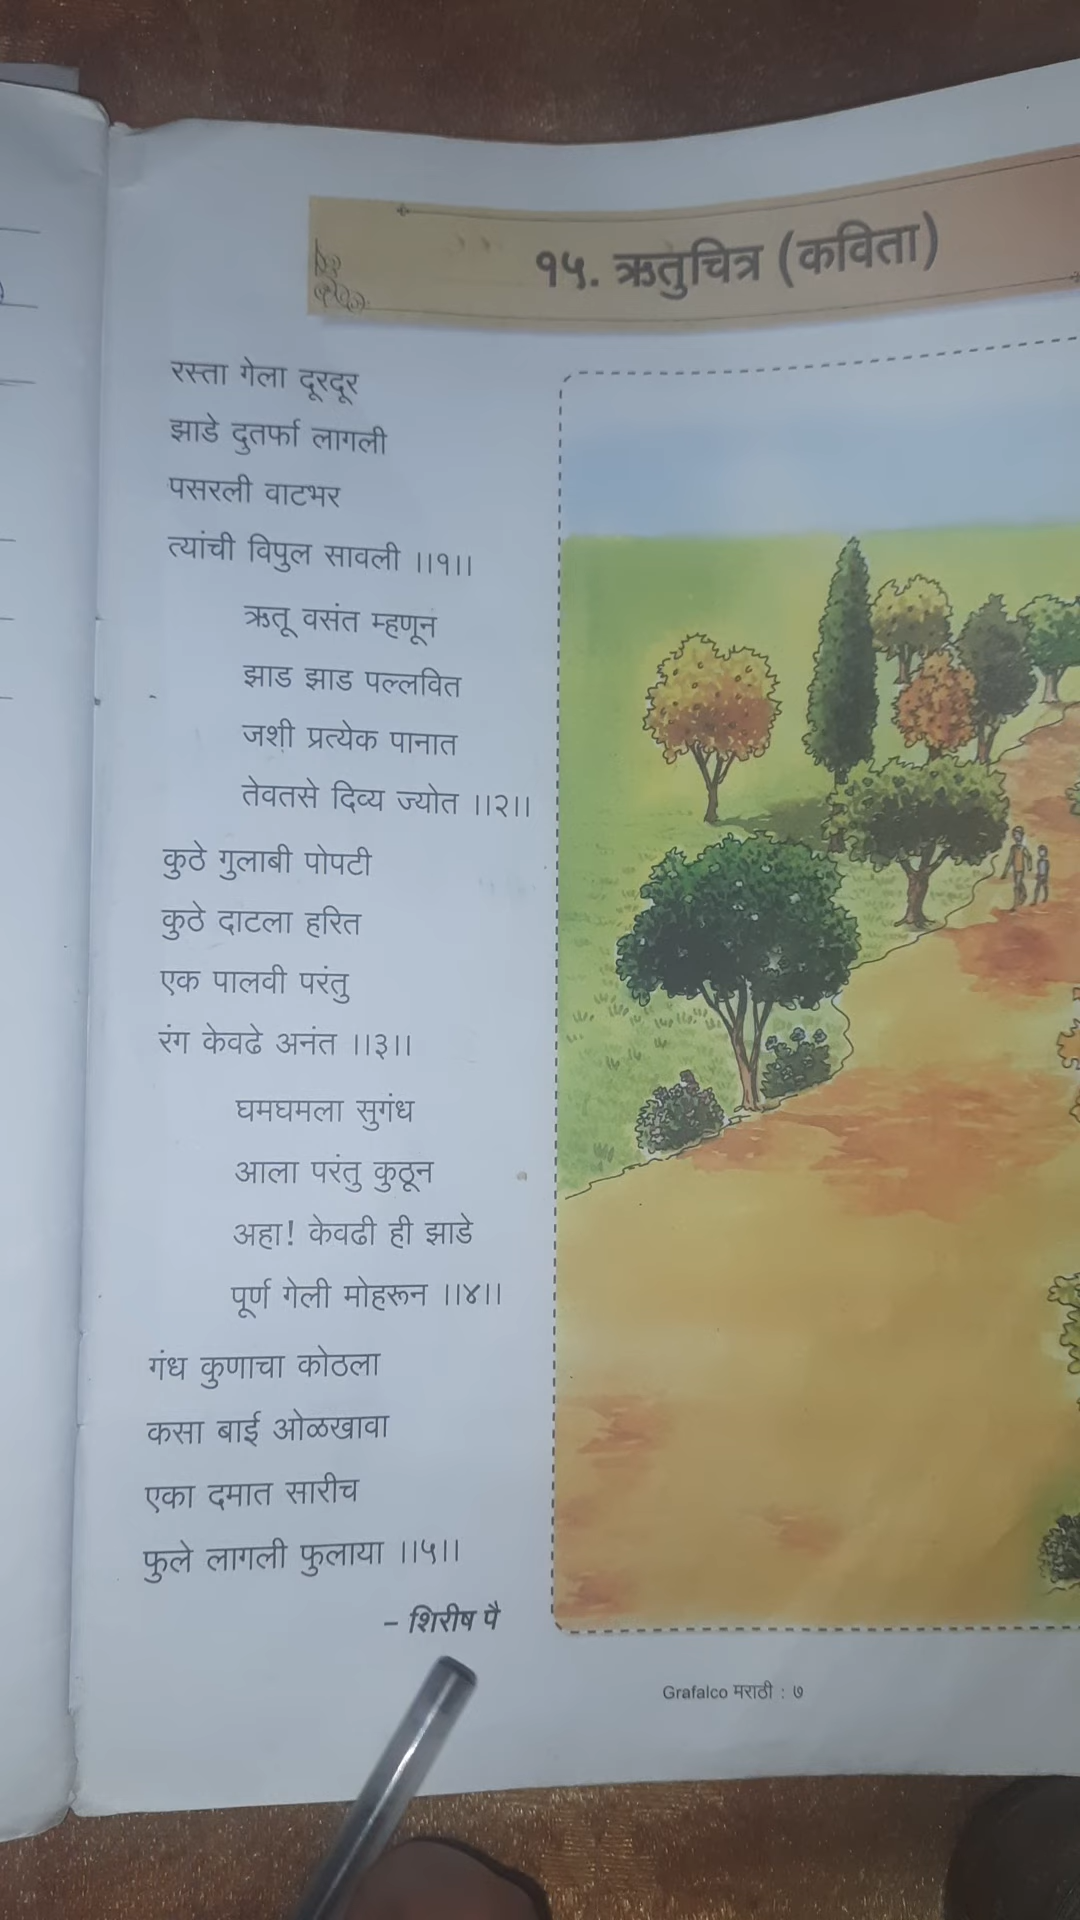 १५. ऋतुचित्र (कविता)
रस्ता गेला दूरदूर
झाडे दुतर्फा लागली
पसरली वाटभर
त्यांची विपुल सावली ।।१।।
ऋतू वसंत म्हणून
झाड झाड पल्लवित
जशी प्रत्येक पानात
तेवतसे दिव्य ज्योत ।।२।।
कुठे गुलाबी पोपटी
कुठे दाटला हरित
एक पालवी परंतु
रंग केवढे अनंत ।।३।।
घमघमला सुगंध
आला परंतु कुठून
अहा! केवढी ही झाडे
पूर्ण गेली मोहरून ।।४।।
गंध कुणाचा कोठला
कसा बाई ओळखावा
एका दमात सारीच
फुले लागली फुलाया ।।५।।
– शिरीष पै
Grafalco मराठी : ७